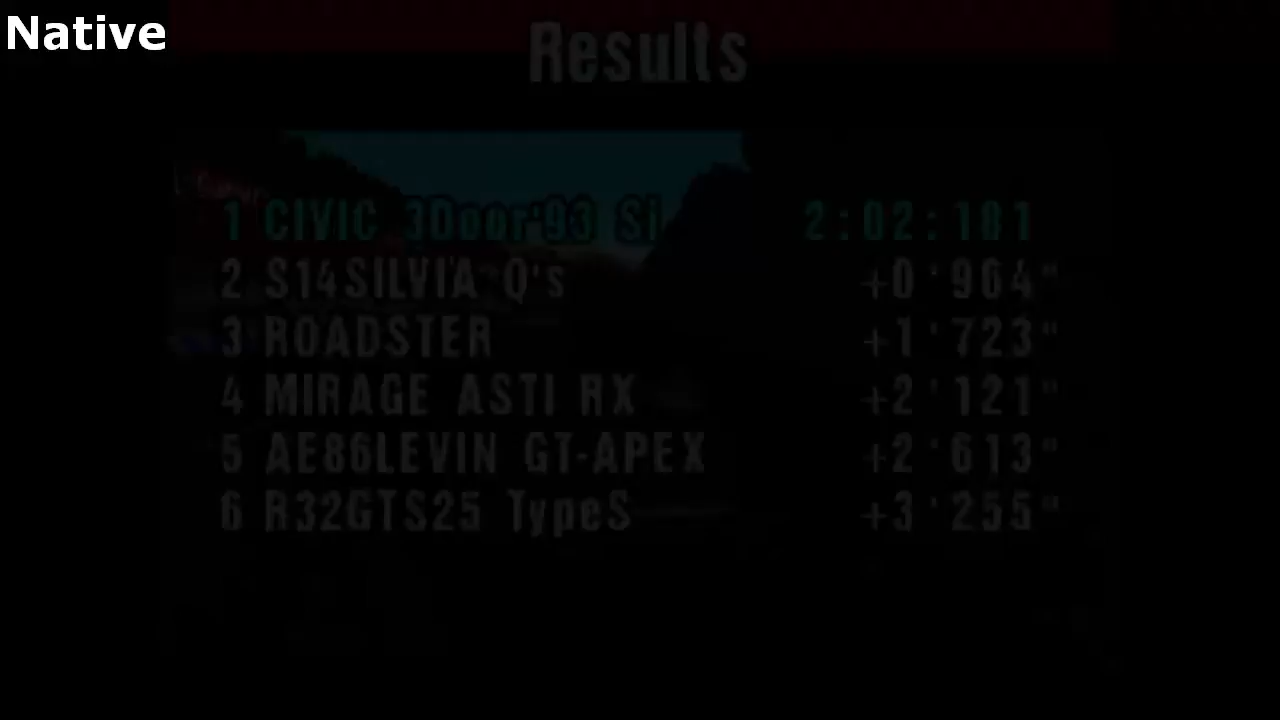 Native
Results
1 CIVIC 3Door'93 Si 2:02:181
2 S14SILVIA Q's +0'964"
3 ROADSTER +1'723"
4 MIRAGE ASTI RX +2'121"
5 AE86LEVIN GT-APEX +2'613"
6 R32GTS25 TypeS +3'255"